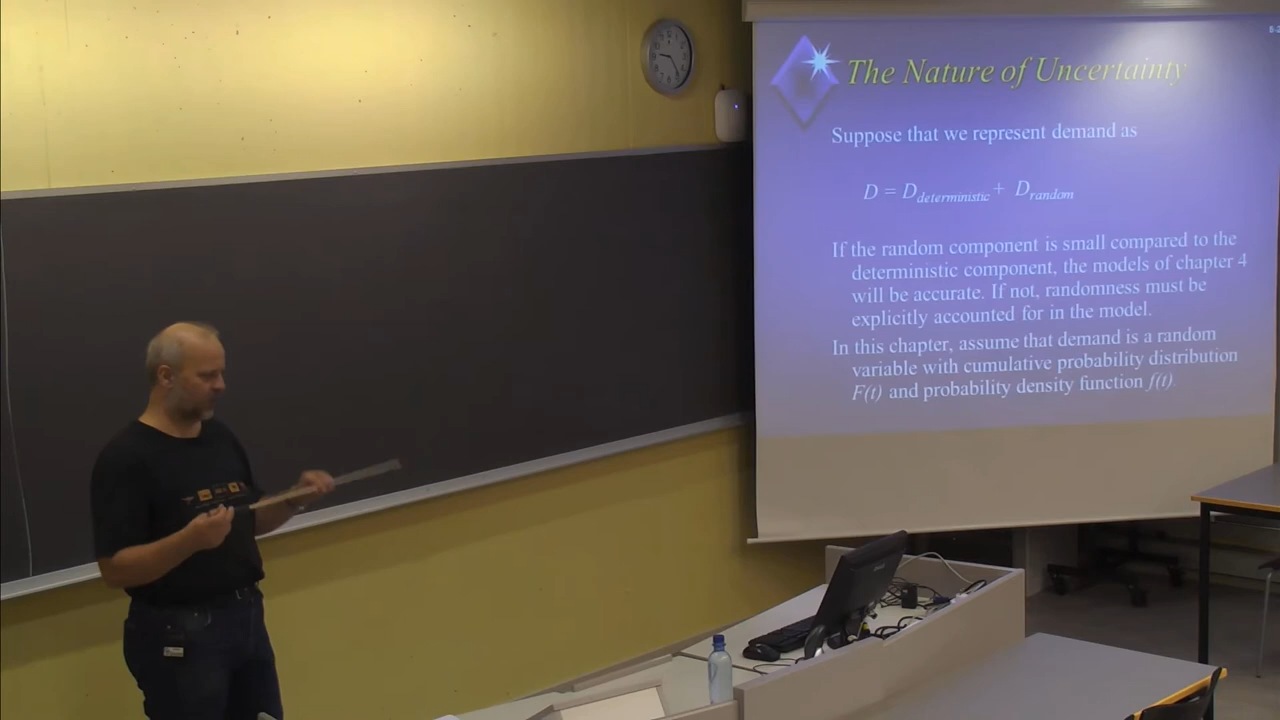 The Nature of Uncertainty
Suppose that we represent demand as
D = Ddeterministic + Drandom
If the random component is small compared to the
deterministic component, the models of chapter 4
will be accurate. If not, randomness must be
explicitly accounted for in the model.
In this chapter, assume that demand is a random
variable with cumulative probability distribution
F(t) and probability density function f(t).